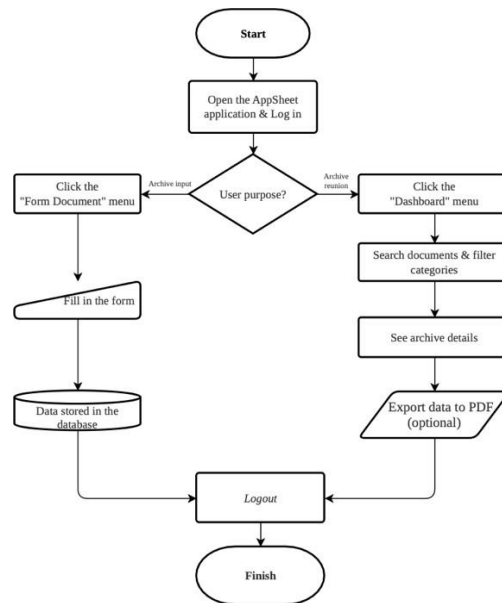 Start
Open the AppSheet
application & Log in
User purpose?
Archive input
Archive
reunion
Click the
"Form Document" menu
Fill in the form
Data stored in the
database
Click the
"Dashboard" menu
Search documents & filter
categories
See archive details
Export data to PDF
(optional)
Logout
Finish